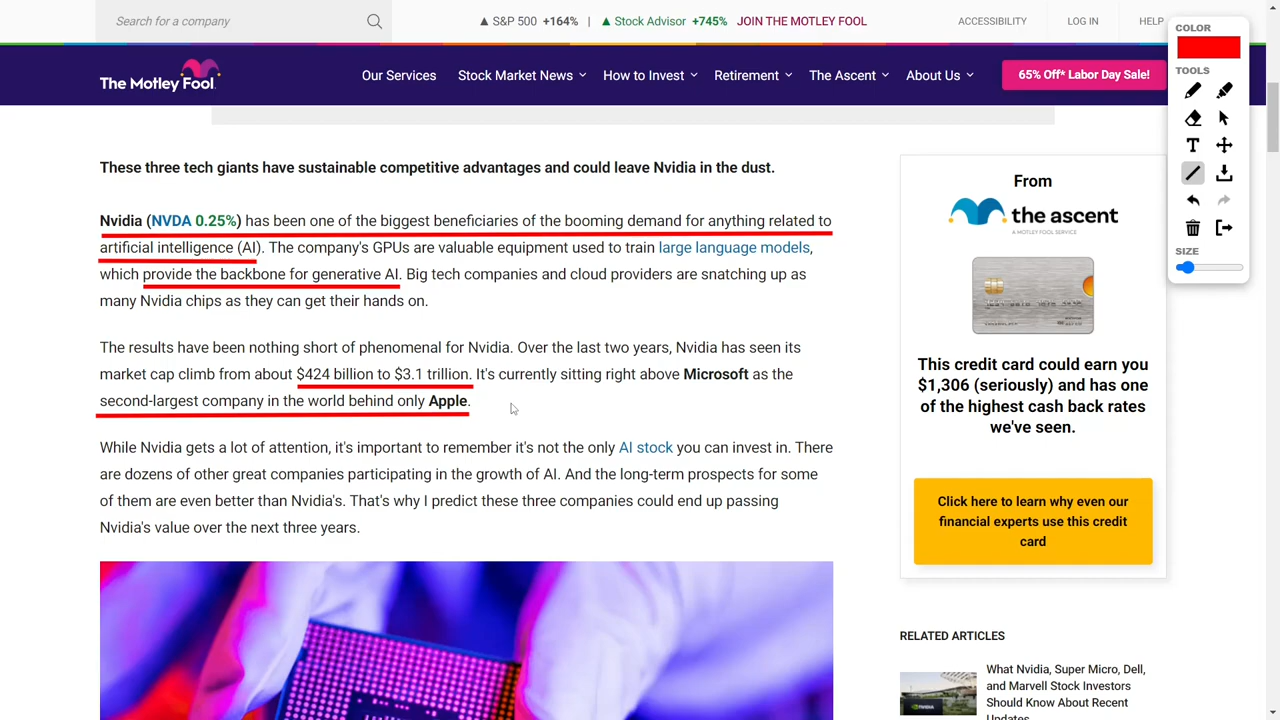 Search for a company
▲ S&P 500 +164% | ▲ Stock Advisor +745% JOIN THE MOTLEY FOOL
ACCESSIBILITY LOG IN HELP
The Motley Fool
Our Services Stock Market News How to Invest Retirement The Ascent About Us
65% Off* Labor Day Sale!
COLOR
TOOLS
T
SIZE
These three tech giants have sustainable competitive advantages and could leave Nvidia in the dust.
Nvidia (NVDA 0.25%) has been one of the biggest beneficiaries of the booming demand for anything related to
artificial intelligence (AI). The company's GPUs are valuable equipment used to train large language models,
which provide the backbone for generative AI. Big tech companies and cloud providers are snatching up as
many Nvidia chips as they can get their hands on.
The results have been nothing short of phenomenal for Nvidia. Over the last two years, Nvidia has seen its
market cap climb from about $424 billion to $3.1 trillion. It's currently sitting right above Microsoft as the
second-largest company in the world behind only Apple.
While Nvidia gets a lot of attention, it's important to remember it's not the only AI stock you can invest in. There
are dozens of other great companies participating in the growth of AI. And the long-term prospects for some
of them are even better than Nvidia's. That's why I predict these three companies could end up passing
Nvidia's value over the next three years.
From
the ascent
A MOTLEY FOOL SERVICE
This credit card could earn you
$1,306 (seriously) and has one
of the highest cash back rates
we've seen.
Click here to learn why even our
financial experts use this credit
card
RELATED ARTICLES
What Nvidia, Super Micro, Dell,
and Marvell Stock Investors
Should Know About Recent
Updates